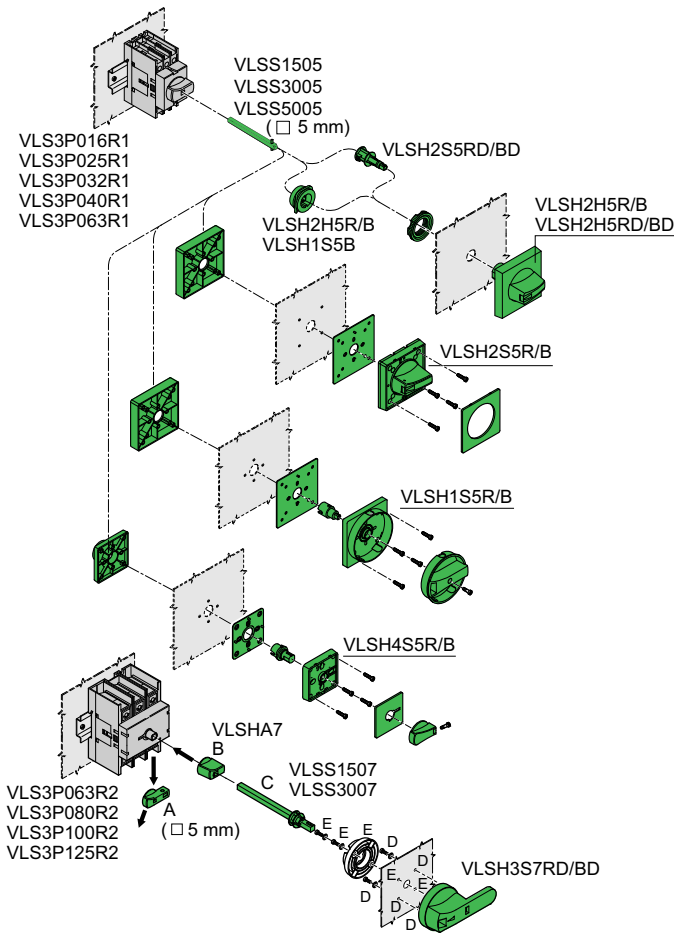 VLSS1505
VLSS3005
VLSS5005
(□ 5 mm)
VLS3P016R1
VLS3P025R1
VLS3P032R1
VLS3P040R1
VLS3P063R1
VLSH2S5RD/BD
VLSH2H5R/B
VLSH1S5B
VLSH2H5R/B
VLSH2H5RD/BD
VLSH2S5R/B
VLSH1S5R/B
VLSH4S5R/B
VLSHA7
B
VLSS1507
VLSS3007
C
VLS3P063R2
VLS3P080R2
VLS3P100R2
VLS3P125R2
A
(□ 5 mm)
E
E
E
D
D
E
E
D
D
D
VLSH3S7RD/BD